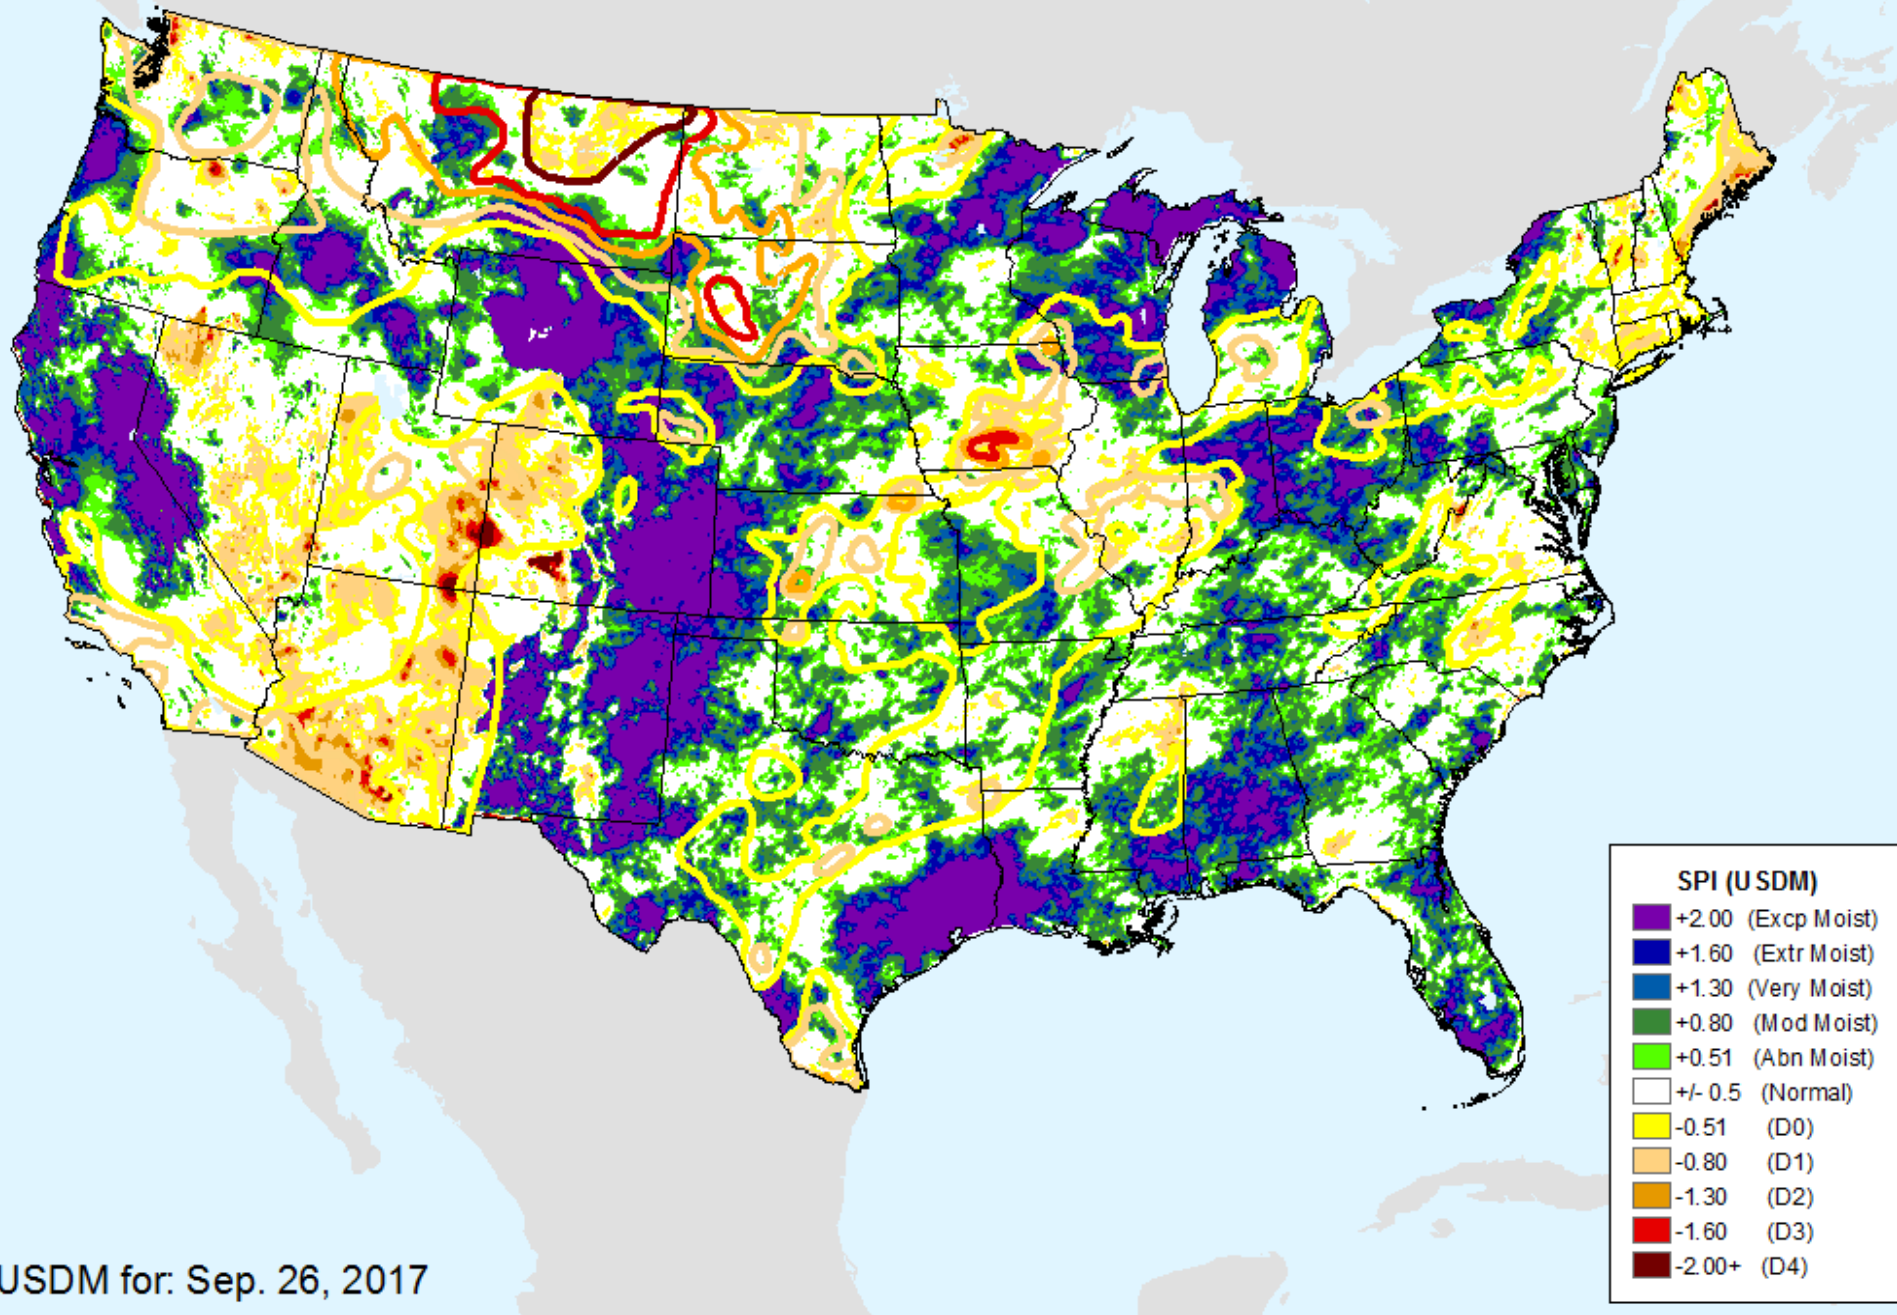 SPI (USDM)
+2.00 (Excp Moist)
+1.60 (Extr Moist)
+1.30 (Very Moist)
+0.80 (Mod Moist)
+0.51 (Abn Moist)
+/- 0.5 (Normal)
-0.51 (D0)
-0.80 (D1)
-1.30 (D2)
-1.60 (D3)
-2.00+ (D4)
USDM for: Sep. 26, 2017